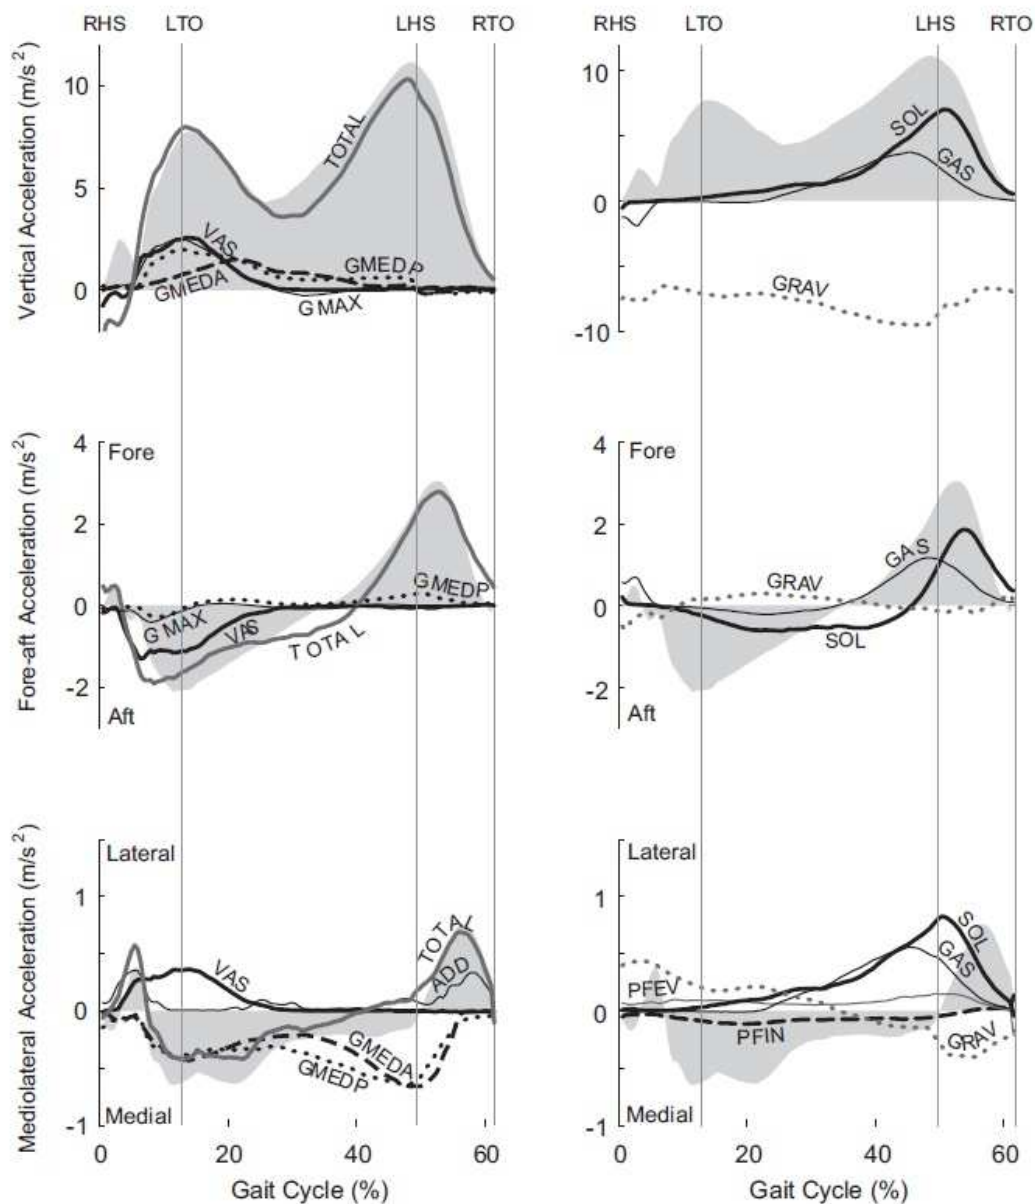 RHS LTO LHS RTO RHS LTO LHS RTO
Vertical Acceleration (m/s²)
10
5
0
TOTAL
VAS
GMEDP
GMEDA
GMAX
10
0
-10
SOL
GAS
GRAV
Fore-aft Acceleration (m/s²)
4
2
0
-2
Fore
Aft
GMEDP
GMAX
VAS
TOTAL
4
2
0
-2
Fore
Aft
GAS
GRAV
SOL
Mediolateral Acceleration (m/s²)
1
0
-1
Lateral
Medial
TOTAL
ADD
VAS
GMEDA
GMEDP
0 20 40 60
Gait Cycle (%)
1
0
-1
Lateral
Medial
SOL
GAS
PFEV
PFIN
GRAV
0 20 40 60
Gait Cycle (%)